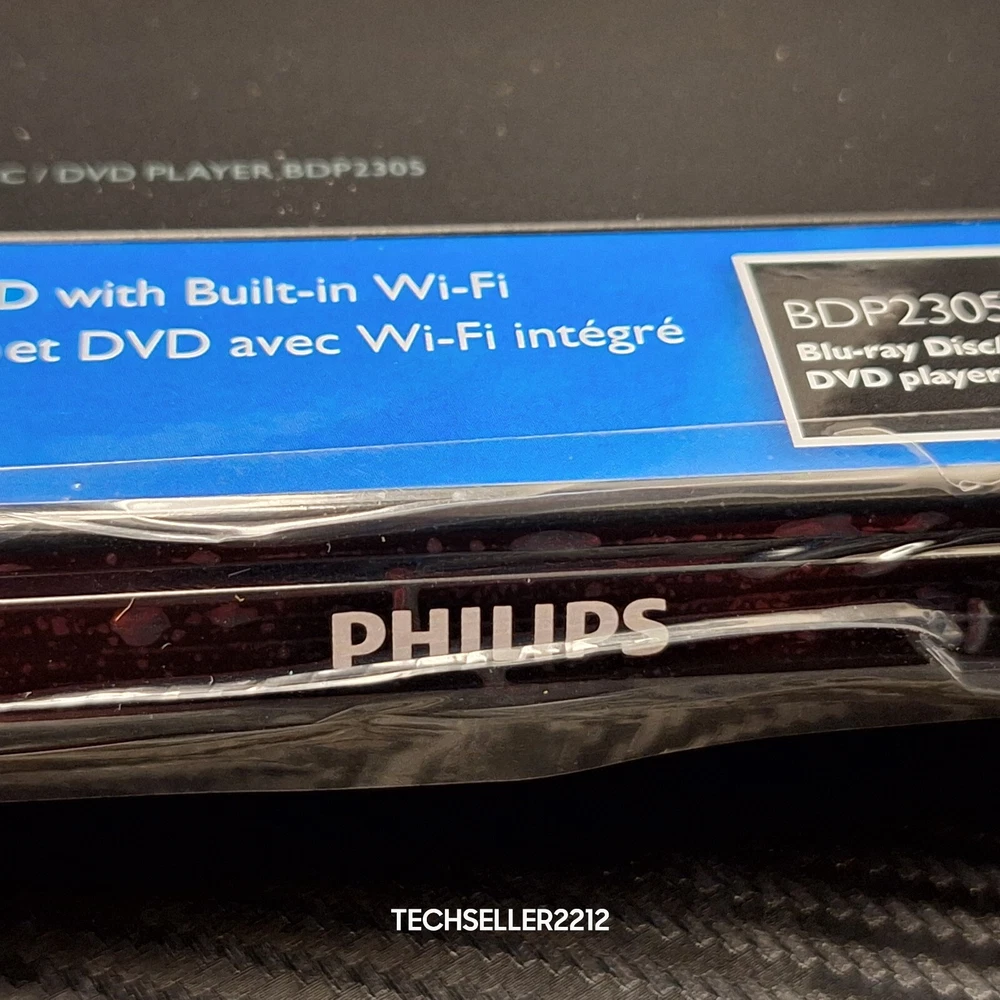 C / DVD PLAYER BDP2305
D with Built-in Wi-Fi
et DVD avec Wi-Fi intégré
BDP2305
Blu-ray Disc/
DVD player
PHILIPS
TECHSELLER2212